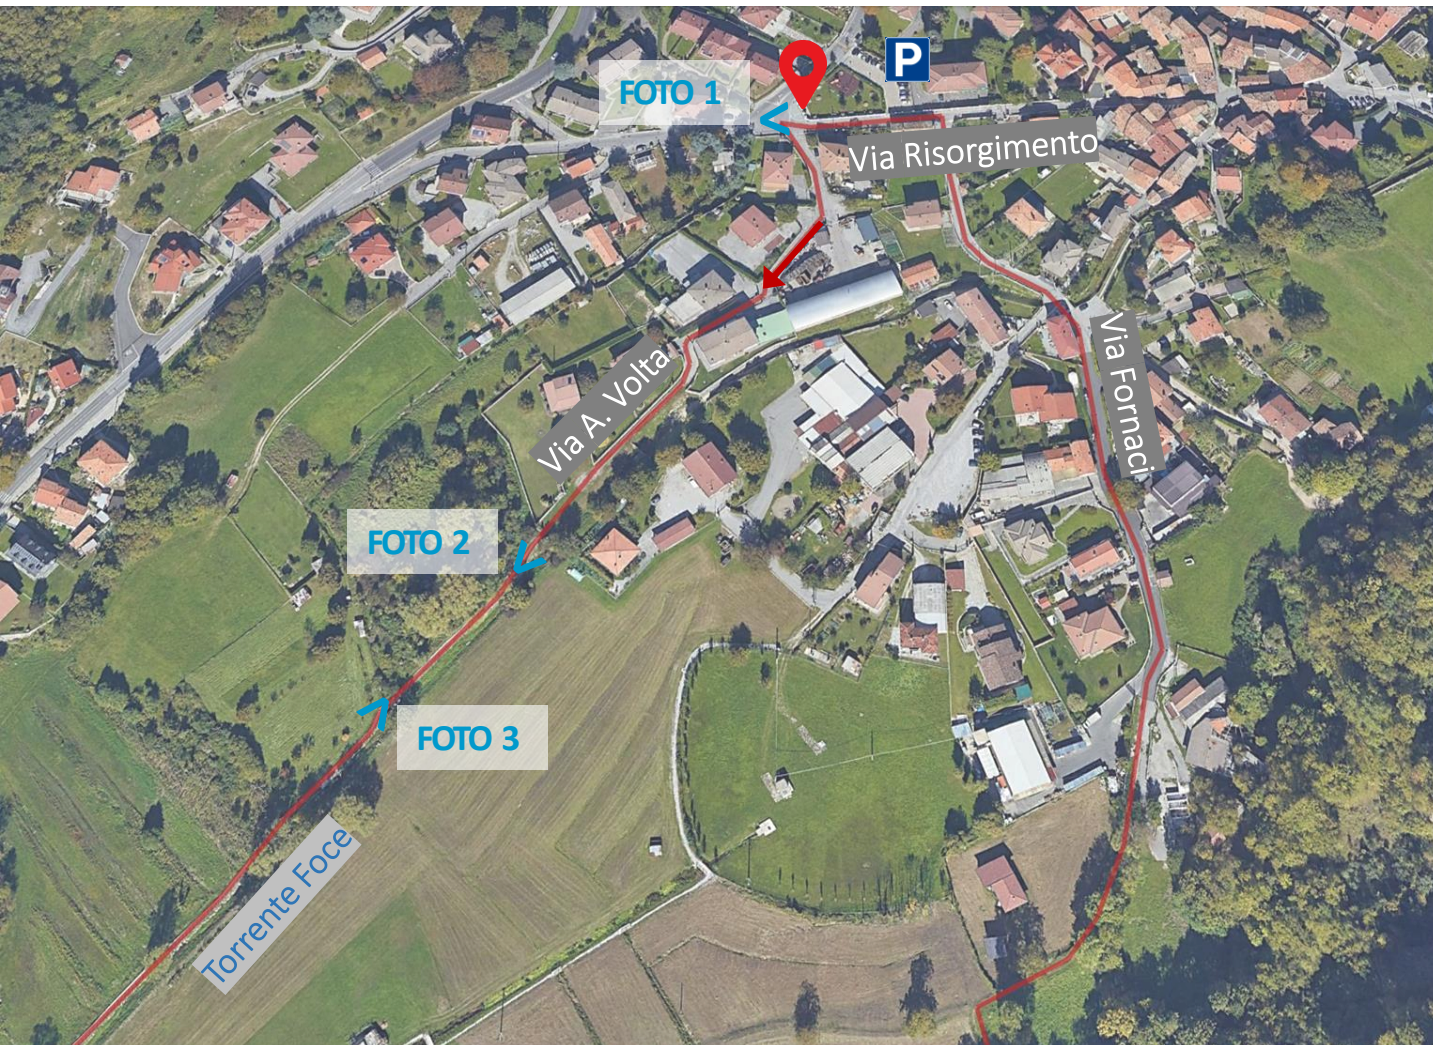 P
FOTO 1
Via Risorgimento
Via A. Volta
Via Fornaci
FOTO 2
FOTO 3
Torrente Foce